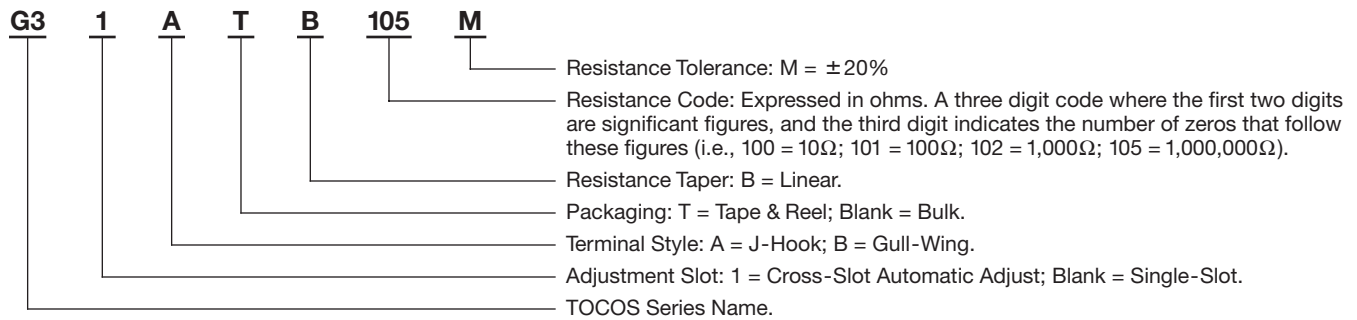 G3 1 A T B 105 M
Resistance Tolerance: M = ±20%
Resistance Code: Expressed in ohms. A three digit code where the first two digits
are significant figures, and the third digit indicates the number of zeros that follow
these figures (i.e., 100 = 10Ω; 101 = 100Ω; 102 = 1,000Ω; 105 = 1,000,000Ω).
Resistance Taper: B = Linear.
Packaging: T = Tape & Reel; Blank = Bulk.
Terminal Style: A = J-Hook; B = Gull-Wing.
Adjustment Slot: 1 = Cross-Slot Automatic Adjust; Blank = Single-Slot.
TOCOS Series Name.